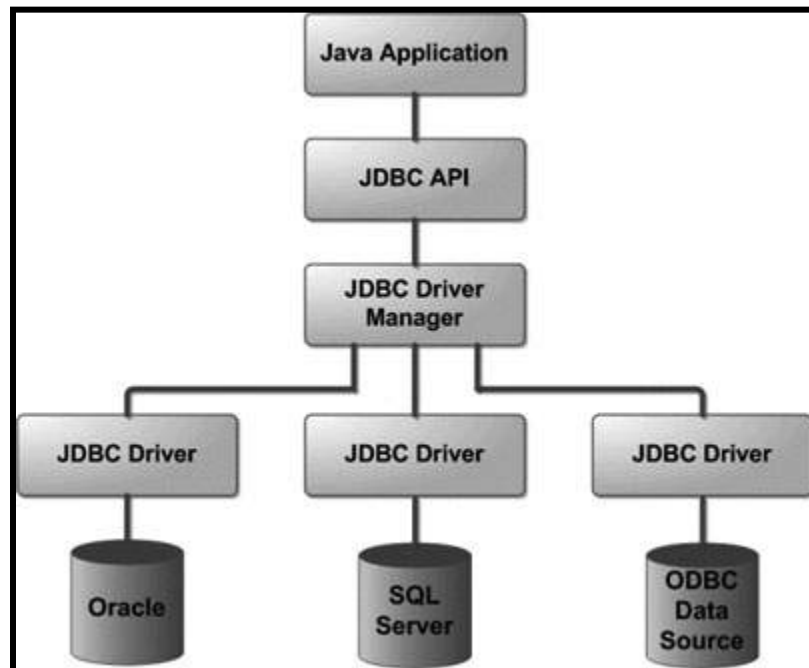 Java Application
JDBC API
JDBC Driver
Manager
JDBC Driver
JDBC Driver
JDBC Driver
Oracle
SQL
Server
ODBC
Data
Source